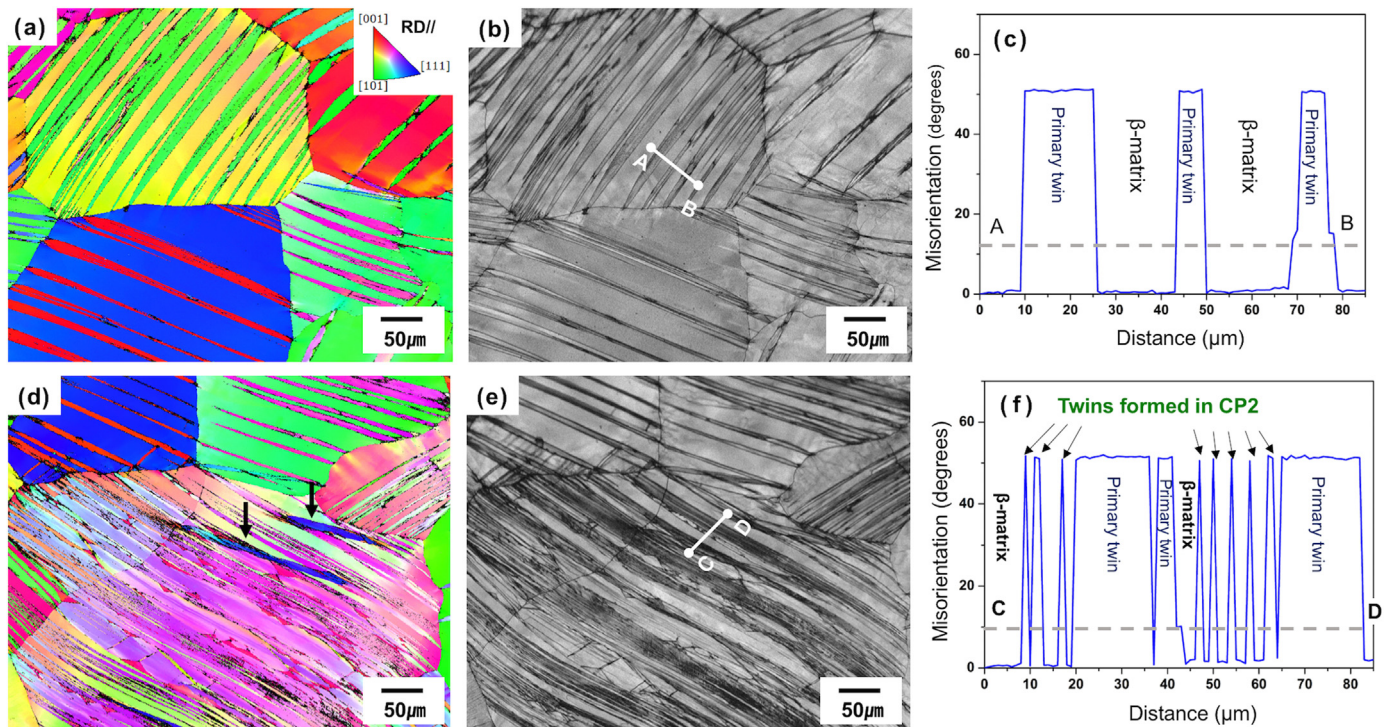 (a)
[001]
RD//
[111]
[101]
50µm
(b)
A
B
50µm
(c)
Misorientation (degrees)
60
40
20
0
Primary twin
β-matrix
Primary twin
β-matrix
Primary twin
A
B
0 10 20 30 40 50 60 70 80
Distance (µm)
(d)
50µm
(e)
D
C
50µm
(f)
Twins formed in CP2
Misorientation (degrees)
60
40
20
0
β-matrix
Primary twin
Primary twin
β-matrix
Primary twin
C
D
0 10 20 30 40 50 60 70 80
Distance (µm)